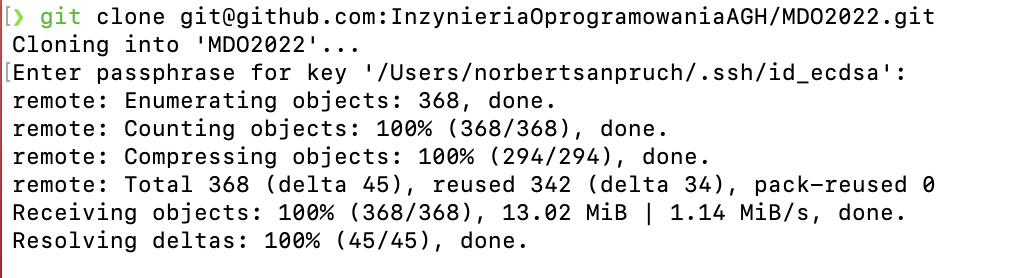 ❯ git clone git@github.com:InzynieriaOprogramowaniaAGH/MDO2022.git
Cloning into 'MDO2022'...
Enter passphrase for key '/Users/norbertsanpruch/.ssh/id_ecdsa':
remote: Enumerating objects: 368, done.
remote: Counting objects: 100% (368/368), done.
remote: Compressing objects: 100% (294/294), done.
remote: Total 368 (delta 45), reused 342 (delta 34), pack-reused 0
Receiving objects: 100% (368/368), 13.02 MiB | 1.14 MiB/s, done.
Resolving deltas: 100% (45/45), done.